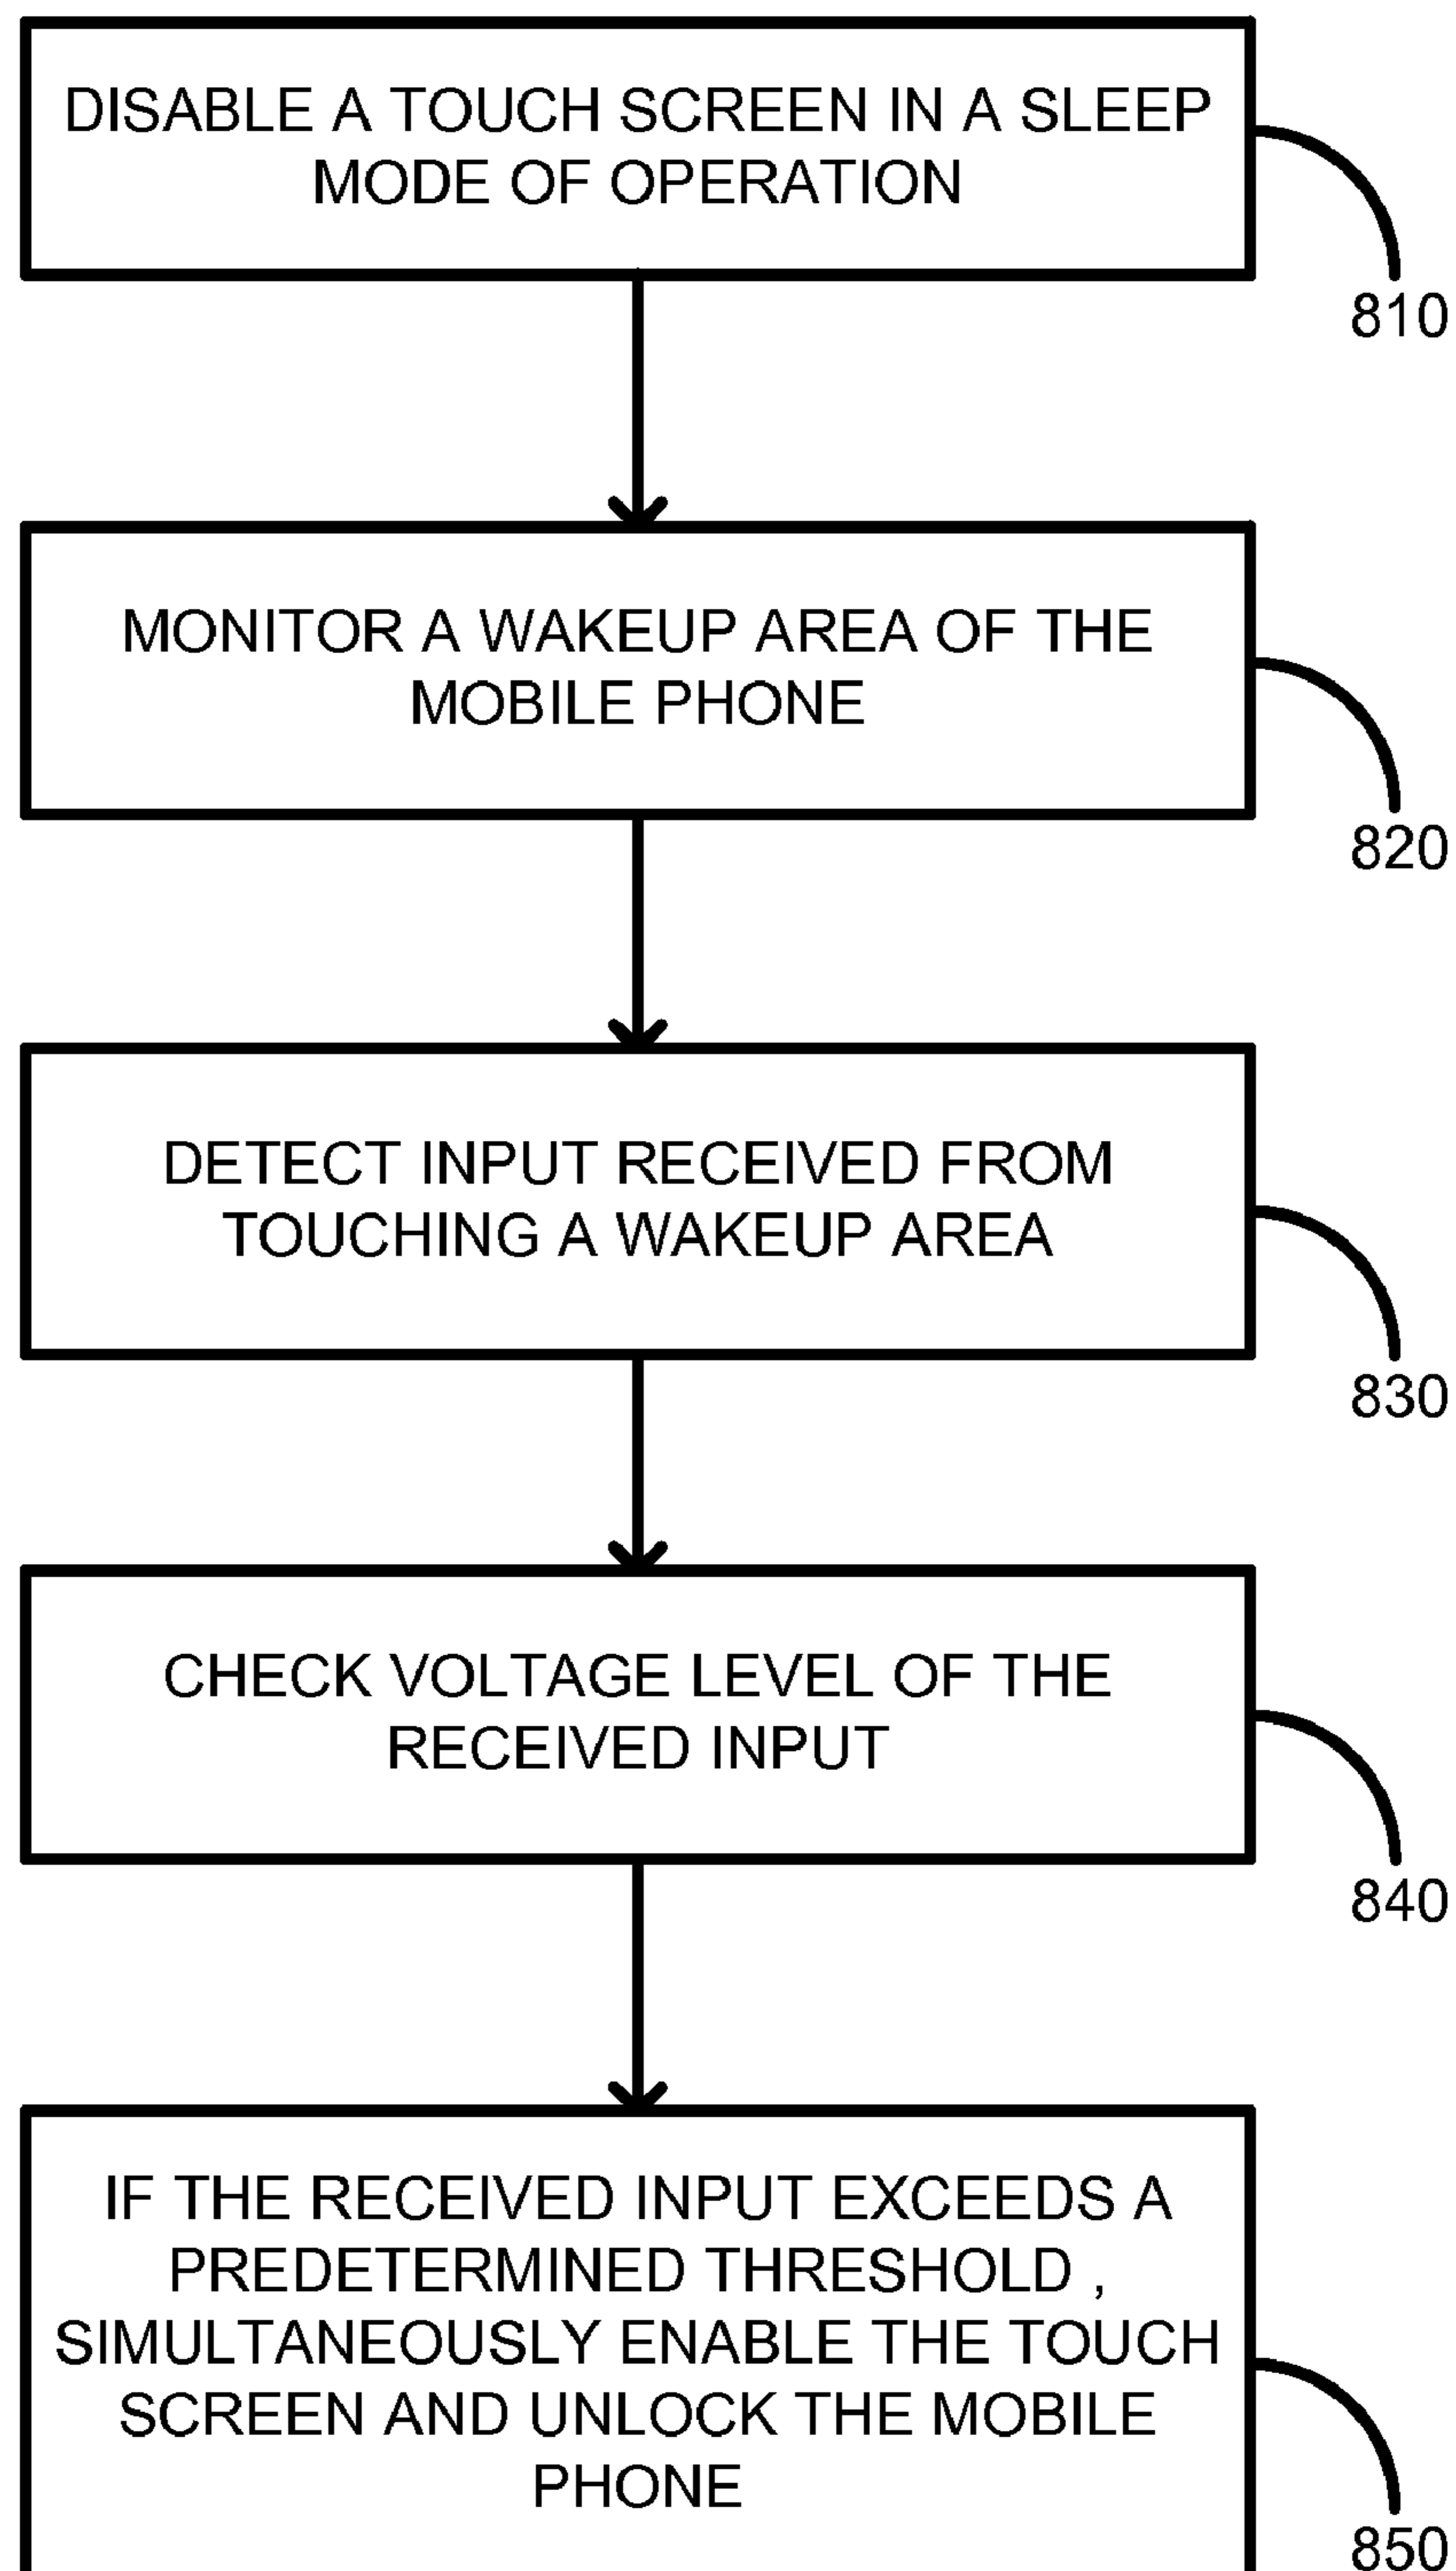 DISABLE A TOUCH SCREEN IN A SLEEP
MODE OF OPERATION
810
MONITOR A WAKEUP AREA OF THE
MOBILE PHONE
820
DETECT INPUT RECEIVED FROM
TOUCHING A WAKEUP AREA
830
CHECK VOLTAGE LEVEL OF THE
RECEIVED INPUT
840
IF THE RECEIVED INPUT EXCEEDS A
PREDETERMINED THRESHOLD ,
SIMULTANEOUSLY ENABLE THE TOUCH
SCREEN AND UNLOCK THE MOBILE
PHONE
850